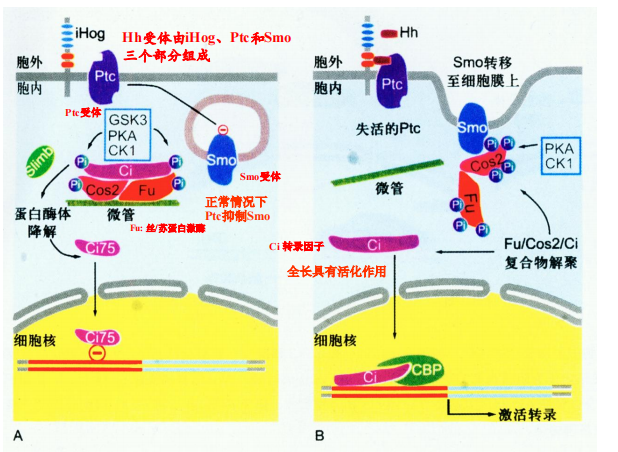 iHog
Hh受体由iHog、Ptc和Smo
三个部分组成
胞外
胞内
Ptc
Ptc受体
GSK3
PKA
CK1
Slimb
Pi
Pi
Pi
Pi
Ci
Cos2
Fu
微管
Smo
Smo受体
正常情况下
Ptc抑制Smo
Fu: 丝/苏蛋白激酶
蛋白酶体
降解
Ci75
细胞核
Ci75
A
Hh
胞外
胞内
Ptc
Smo转移
至细胞膜上
失活的Ptc
Smo
Pi
Pi
Pi
Pi
Cos2
PKA
CK1
微管
Fu
Pi
Pi
Pi
Fu/Cos2/Ci
复合物解聚
Ci 转录因子
Ci
全长具有活化作用
细胞核
Ci
CBP
激活转录
B